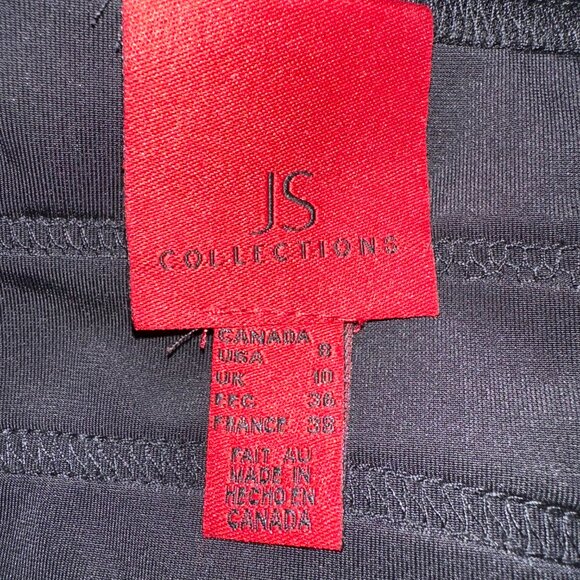 JS
COLLECTIONS
CANADA
USA 8
UK 10
EEC 36
FRANCE 38
FAIT AU
MADE IN
HECHO EN
CANADA